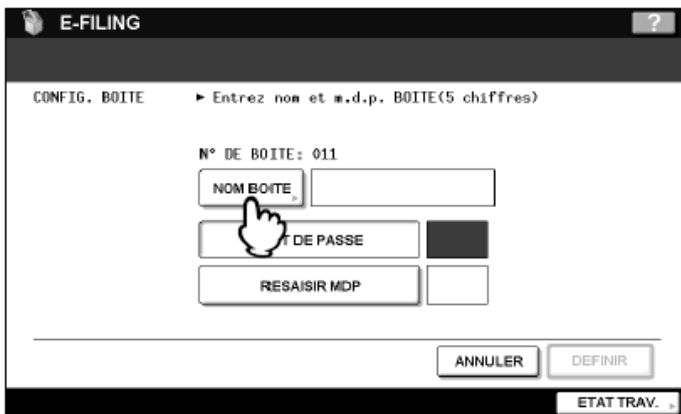 E-FILING
?
CONFIG. BOITE ► Entrez nom et m.d.p. BOITE(5 chiffres)
N° DE BOITE: 011
NOM BOITE
T DE PASSE
RESAISIR MDP
ANNULER DEFINIR
ETAT TRAV.